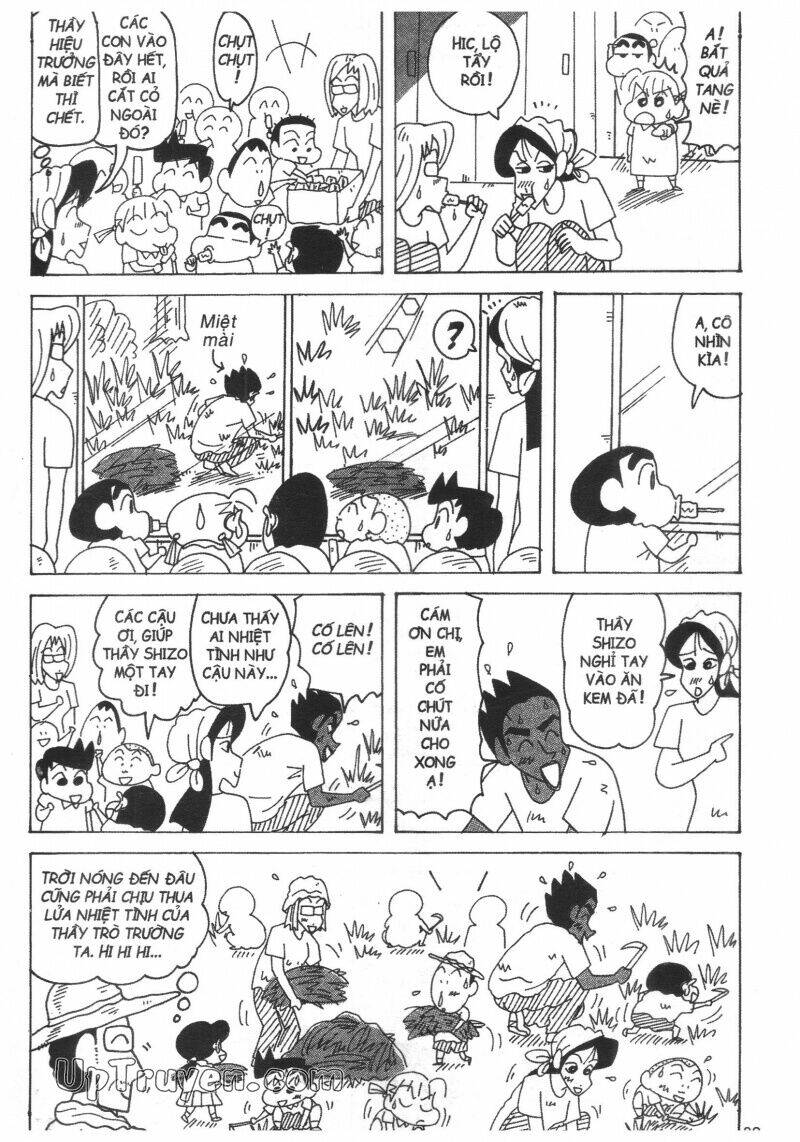 THẦY
HIỆU
TRƯỞNG
MÀ BIẾT
THÌ
CHẾT.
CÁC
CON VÀO
ĐÂY HẾT,
RỒI AI
CẮT CỎ
NGOÀI
ĐÓ?
CHỤT
CHỤT
!
CHỤT
!
HIC, LỘ
TẨY
RỒI!
A!
BẮT
QUẢ
TANG
NÈ!
Miệt
mài
?
A, CÔ
NHÌN
KÌA!
CÁC CẬU
ƠI, GIÚP
THẦY SHIZO
MỘT TAY
ĐI!
CHƯA THẤY
AI NHIỆT
TÌNH NHƯ
CẬU NÀY...
CỐ LÊN!
CỐ LÊN!
CÁM
ƠN CHỊ,
EM
PHẢI
CỐ
CHÚT
NỮA
CHO
XONG
Ạ!
THẦY
SHIZO
NGHỈ TAY
VÀO ĂN
KEM ĐÃ!
TRỜI NÓNG ĐẾN ĐÂU
CŨNG PHẢI CHỊU THUA
LỬA NHIỆT TÌNH CỦA
THẦY TRÒ TRƯỜNG
TA. HI HI HI...
UpTruyen.com